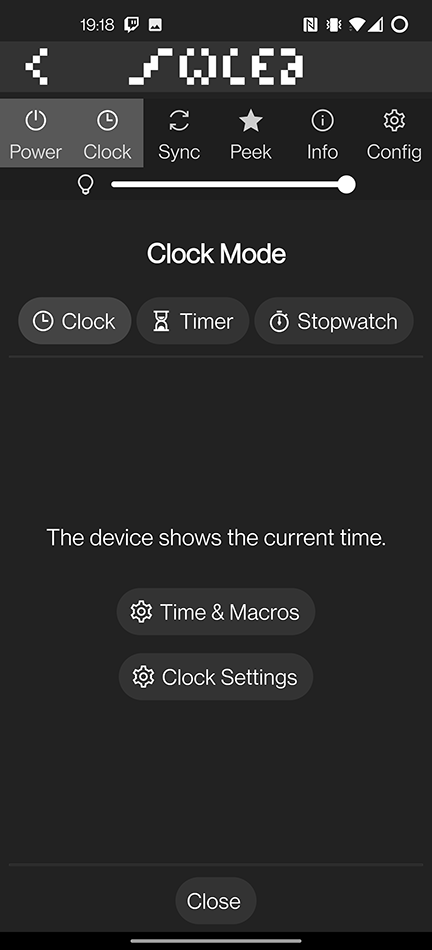 19:18
Power Clock Sync Peek Info Config
Clock Mode
Clock Timer Stopwatch
The device shows the current time.
Time & Macros
Clock Settings
Close